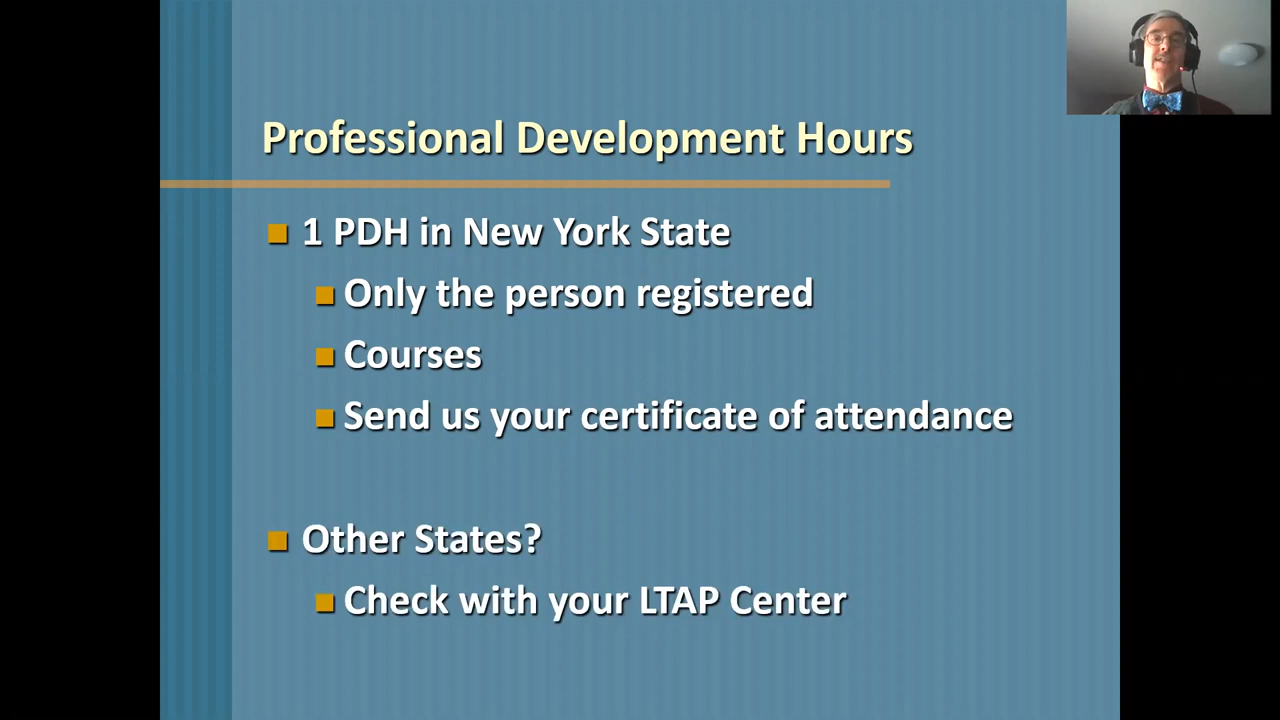 Professional Development Hours
1 PDH in New York State
Only the person registered
Courses
Send us your certificate of attendance
Other States?
Check with your LTAP Center